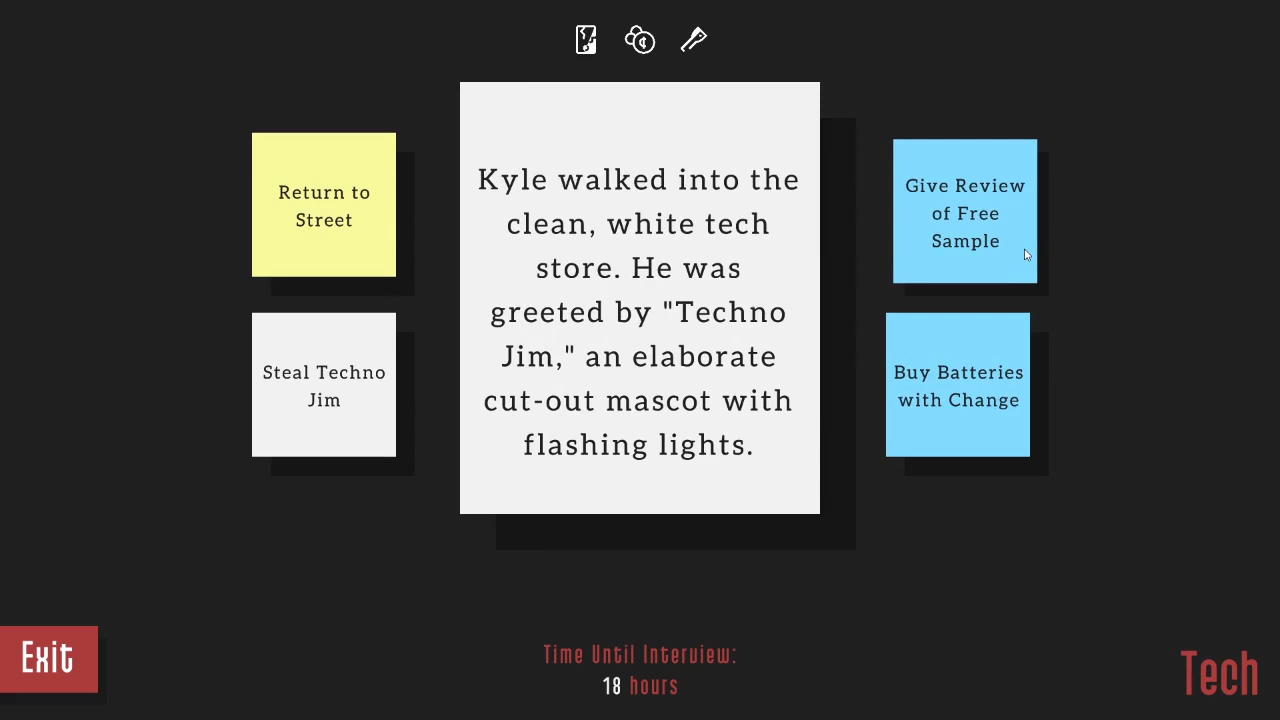 Return to
Street
Steal Techno
Jim
Kyle walked into the
clean, white tech
store. He was
greeted by "Techno
Jim," an elaborate
cut-out mascot with
flashing lights.
Give Review
of Free
Sample
Buy Batteries
with Change
Exit
Time Until Interview:
18 hours
Tech